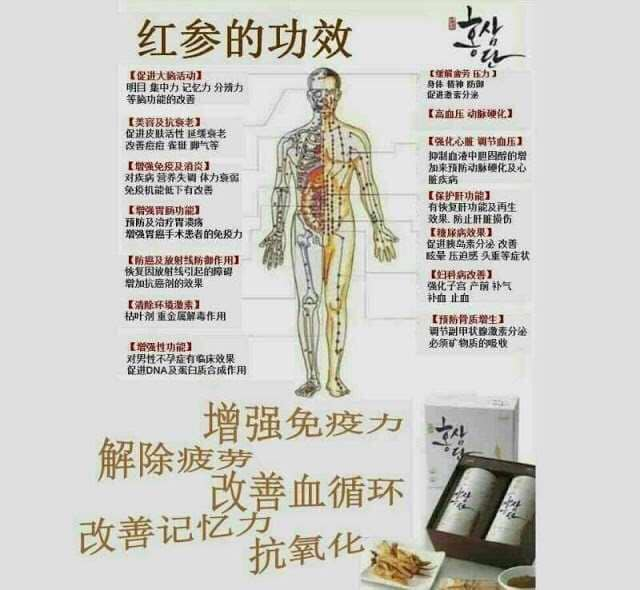 红参的功效
홍삼단
【促进大脑活动】
明目 集中力 记忆力 分辨力
等脑功能的改善
【美容及抗衰老】
促进皮肤活性 延缓衰老
改善痘痘 雀斑 脚气等
【增强免疫及消炎】
对疾病 营养失调 体力衰弱
免疫机能低下有改善
【增强胃肠功能】
预防及治疗胃溃疡
增强胃癌手术患者的免疫力
【防癌及放射线防御作用】
恢复因放射线引起的障碍
增加抗癌剂的效果
【清除环境激素】
枯叶剂 重金属解毒作用
【增强性功能】
对男性不孕症有临床效果
促进DNA及蛋白质合成作用
【缓解疲劳 压力】
身体 精神 防御
促进激素分泌
【高血压 动脉硬化】
【强化心脏 调节血压】
抑制血液中胆固醇的增
加来预防动脉硬化及心
脏疾病
【保护肝功能】
有恢复肝功能及再生
效果. 防止肝脏损伤
【糖尿病效果】
促进胰岛素分泌 改善
眩晕 压迫感 头重等症状
【妇科病改善】
强化子宫 产前 补气
补血 止血
【预防骨质增生】
调节副甲状腺激素分泌
必须矿物质的吸收
增强免疫力
解除疲劳
改善血循环
改善记忆力
抗氧化
홍삼단
홍삼단
홍삼단